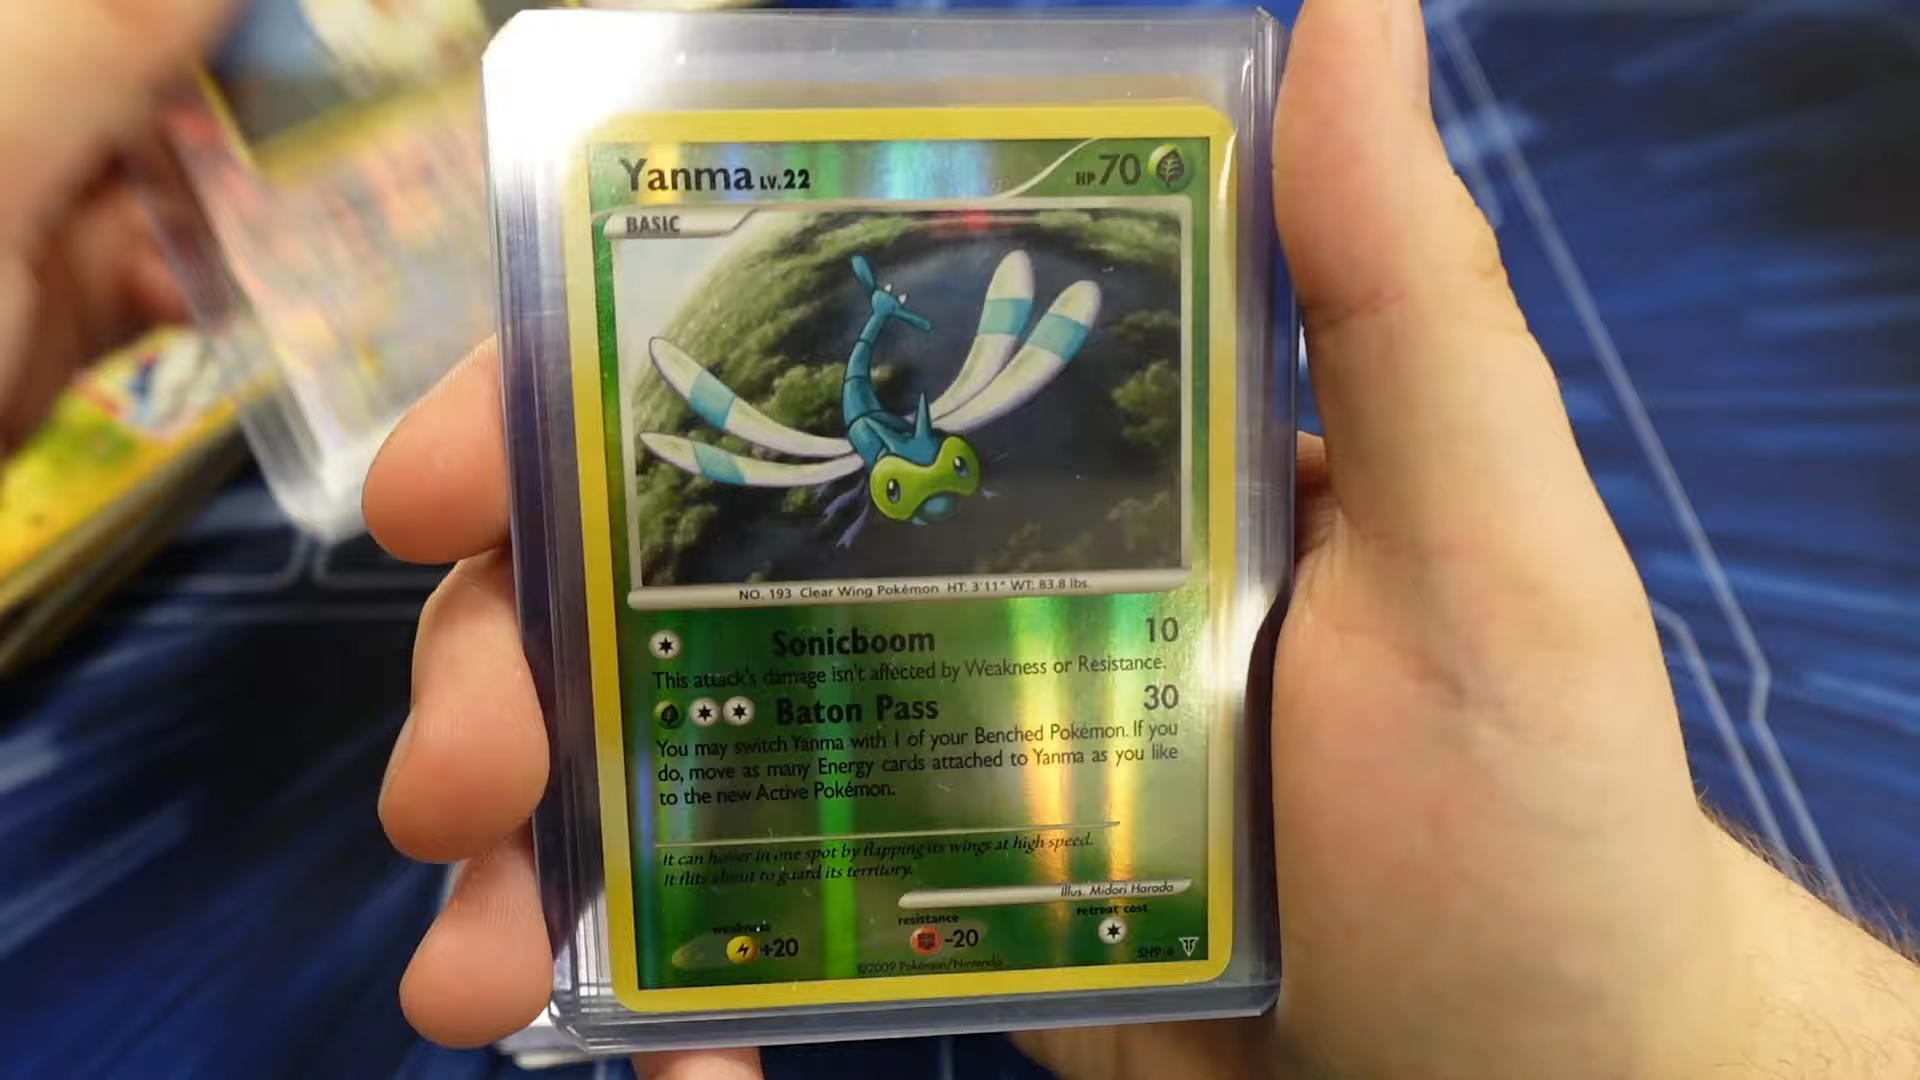 Yanma LV.22 HP 70
BASIC
NO. 193 Clear Wing Pokémon HT: 3'11" WT: 83.8 lbs.
Sonicboom 10
This attack's damage isn't affected by Weakness or Resistance.
Baton Pass 30
You may switch Yanma with 1 of your Benched Pokémon. If you
do, move as many Energy cards attached to Yanma as you like
to the new Active Pokémon.
It can hover in one spot by flapping its wings at high speed.
It flits about to guard its territory.
Illus. Midori Harada
weakness resistance retreat cost
+20 -20
©2009 Pokémon/Nintendo SH9